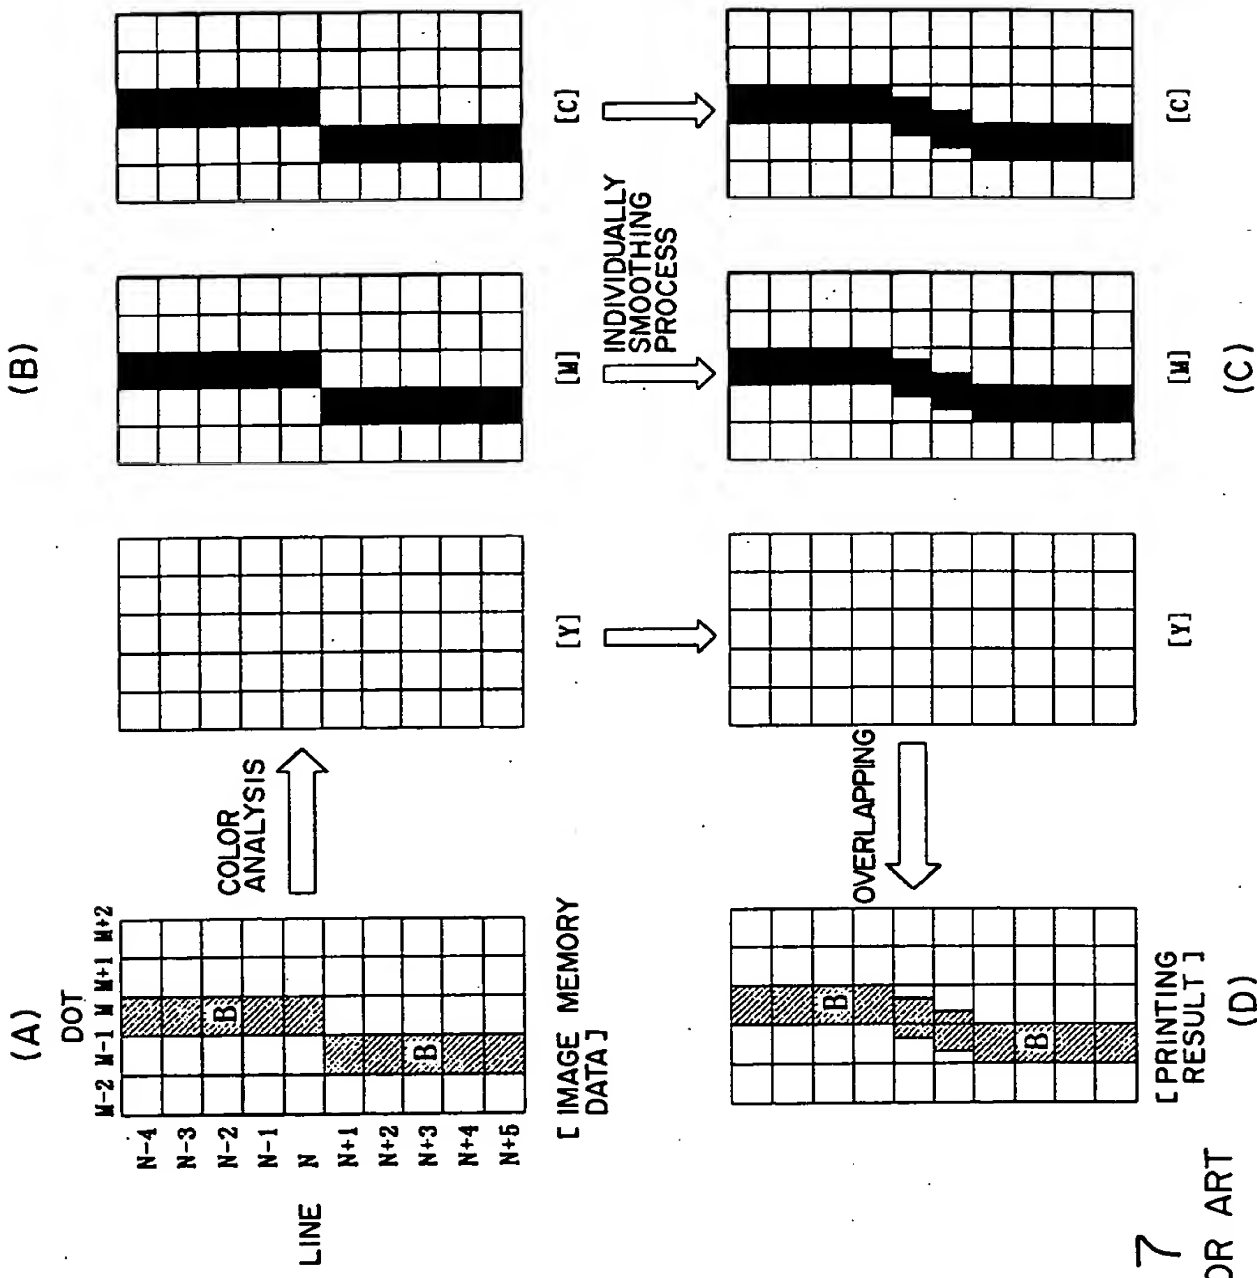 (A)
DOT
M-2 M-1 M M+1 M+2
N-4
N-3
N-2
N-1
N
N+1
N+2
N+3
N+4
N+5
LINE
B
B
[ IMAGE MEMORY
DATA ]
COLOR
ANALYSIS
(B)
[Y]
[M]
[C]
INDIVIDUALLY
SMOOTHING
PROCESS
[Y]
[M]
[C]
(C)
OVERLAPPING
B
B
[ PRINTING
RESULT ]
(D)
7
OR ART